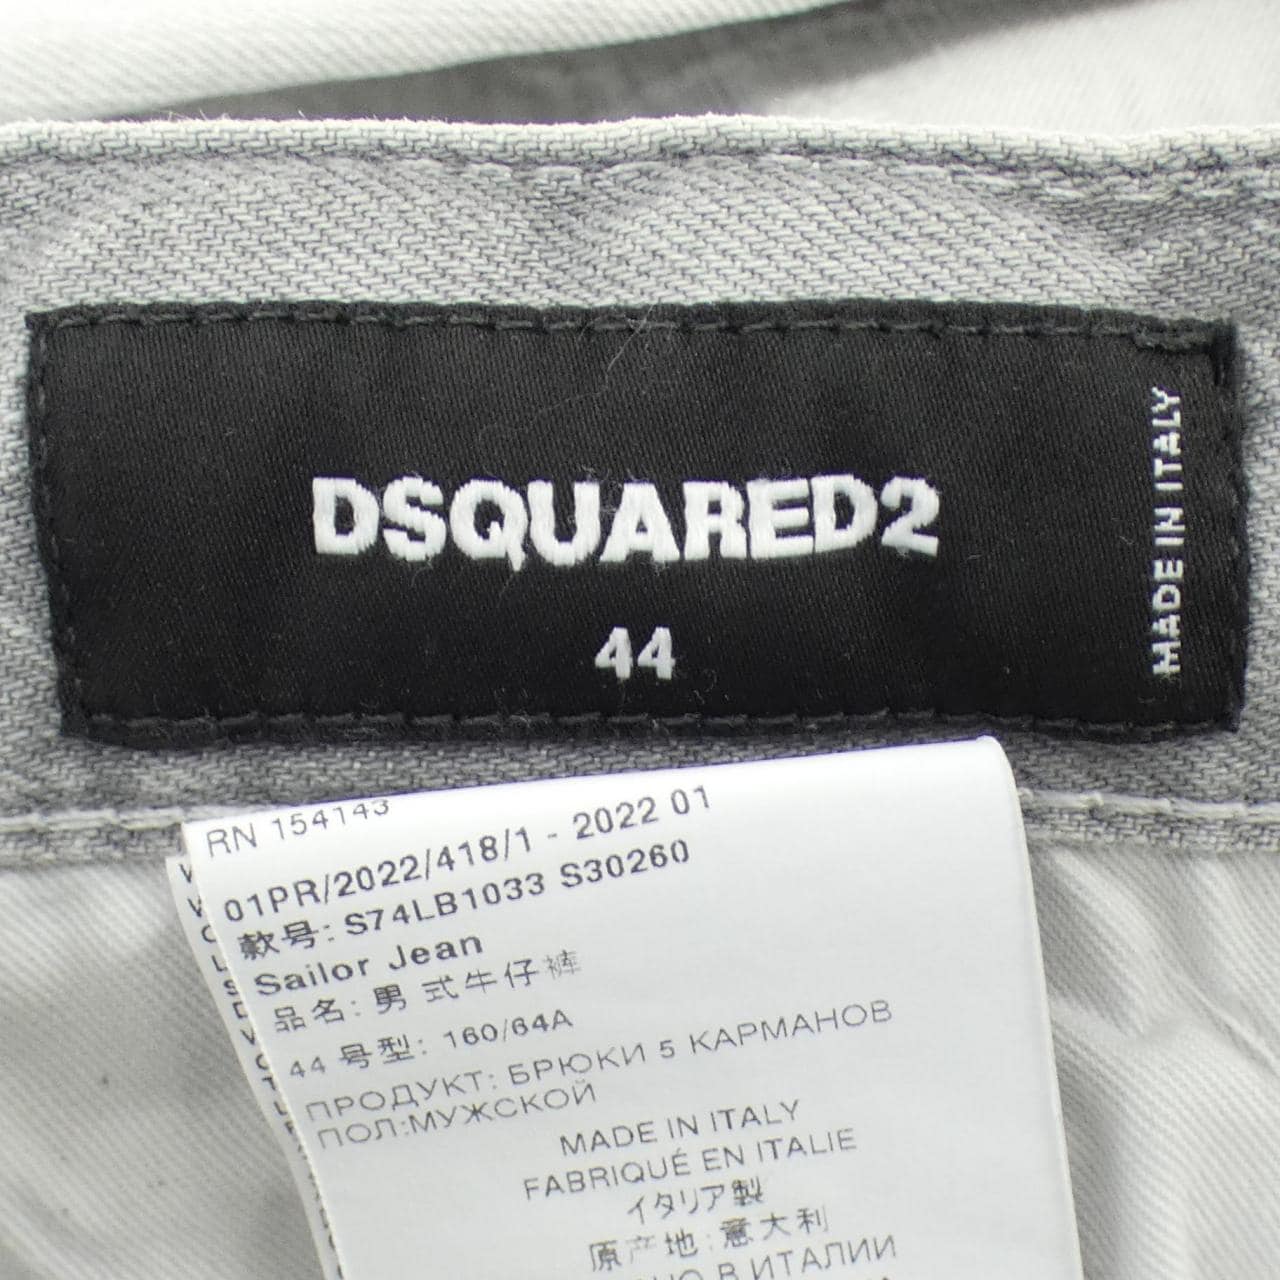 DSQUARED2
44
MADE IN ITALY
RN 154143
01PR/2022/418/1 - 2022 01
款号: S74LB1033 S30260
Sailor Jean
品名: 男 式牛仔裤
44 号型: 160/64A
ПРОДУКТ: БРЮКИ 5 КАРМАНОВ
ПОЛ:МУЖСКОЙ
MADE IN ITALY
FABRIQUÉ EN ITALIE
イタリア製
原产地:意大利
В ИТАЛИИ